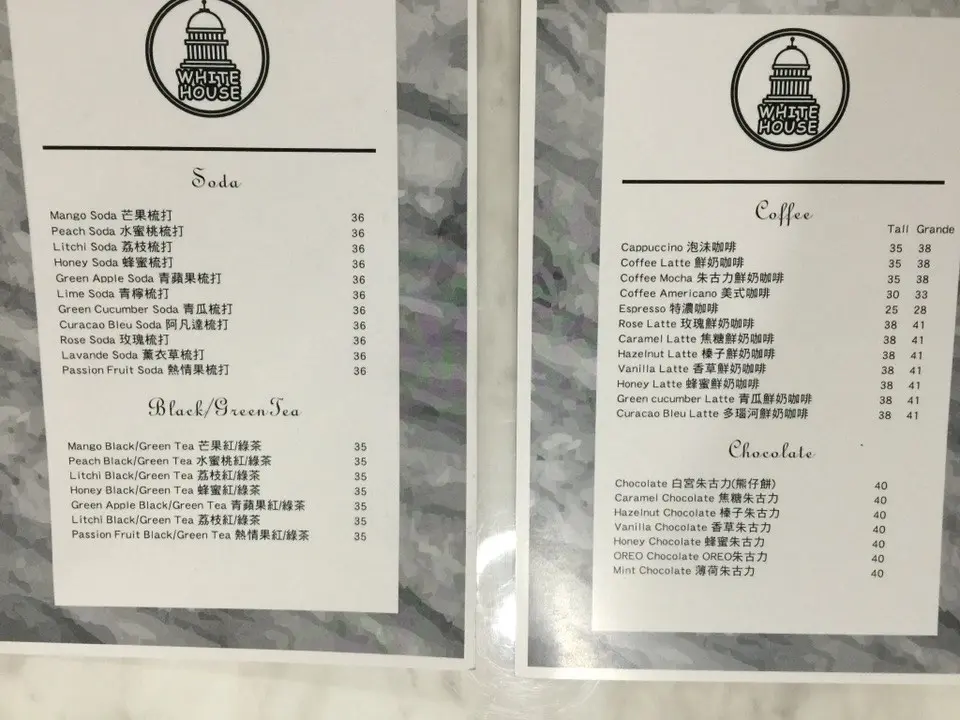 WHITE
HOUSE
Soda
Mango Soda 芒果梳打 36
Peach Soda 水蜜桃梳打 36
Litchi Soda 荔枝梳打 36
Honey Soda 蜂蜜梳打 36
Green Apple Soda 青蘋果梳打 36
Lime Soda 青檸梳打 36
Green Cucumber Soda 青瓜梳打 36
Curacao Bleu Soda 阿凡達梳打 36
Rose Soda 玫瑰梳打 36
Lavande Soda 薰衣草梳打 36
Passion Fruit Soda 熱情果梳打 36
Black/Green Tea
Mango Black/Green Tea 芒果紅/綠茶 35
Peach Black/Green Tea 水蜜桃紅/綠茶 35
Litchi Black/Green Tea 荔枝紅/綠茶 35
Honey Black/Green Tea 蜂蜜紅/綠茶 35
Green Apple Black/Green Tea 青蘋果紅/綠茶 35
Litchi Black/Green Tea 荔枝紅/綠茶 35
Passion Fruit Black/Green Tea 熱情果紅/綠茶 35
WHITE
HOUSE
Coffee
Tall Grande
Cappuccino 泡沫咖啡 35 38
Coffee Latte 鮮奶咖啡 35 38
Coffee Mocha 朱古力鮮奶咖啡 35 38
Coffee Americano 美式咖啡 30 33
Espresso 特濃咖啡 25 28
Rose Latte 玫瑰鮮奶咖啡 38 41
Caramel Latte 焦糖鮮奶咖啡 38 41
Hazelnut Latte 榛子鮮奶咖啡 38 41
Vanilla Latte 香草鮮奶咖啡 38 41
Honey Latte 蜂蜜鮮奶咖啡 38 41
Green cucumber Latte 青瓜鮮奶咖啡 38 41
Curacao Bleu Latte 多瑙河鮮奶咖啡 38 41
Chocolate
Chocolate 白宮朱古力(熊仔餅) 40
Caramel Chocolate 焦糖朱古力 40
Hazelnut Chocolate 榛子朱古力 40
Vanilla Chocolate 香草朱古力 40
Honey Chocolate 蜂蜜朱古力 40
OREO Chocolate OREO朱古力 40
Mint Chocolate 薄荷朱古力 40